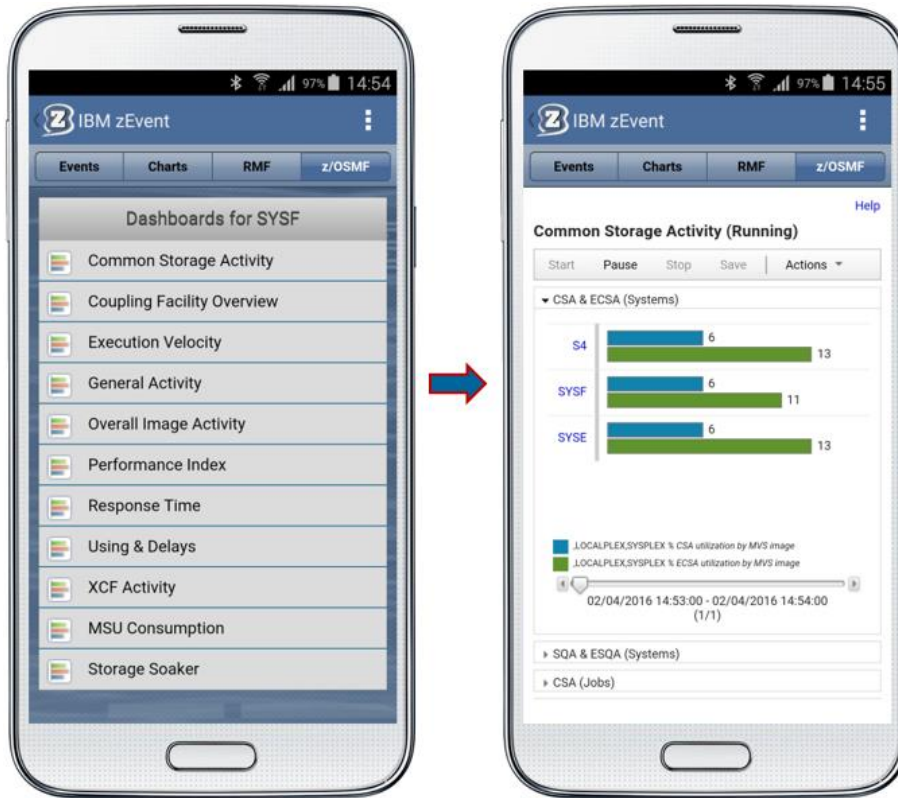 97% 14:54
IBM zEvent
Events Charts RMF z/OSMF
Dashboards for SYSF
Common Storage Activity
Coupling Facility Overview
Execution Velocity
General Activity
Overall Image Activity
Performance Index
Response Time
Using & Delays
XCF Activity
MSU Consumption
Storage Soaker
97% 14:55
IBM zEvent
Events Charts RMF z/OSMF
Help
Common Storage Activity (Running)
Start Pause Stop Save Actions
CSA & ECSA (Systems)
S4 6
13
SYSF 6
11
SYSE 6
13
,LOCALPLEX,SYSPLEX % CSA utilization by MVS image
,LOCALPLEX,SYSPLEX % ECSA utilization by MVS image
02/04/2016 14:53:00 - 02/04/2016 14:54:00
(1/1)
SQA & ESQA (Systems)
CSA (Jobs)